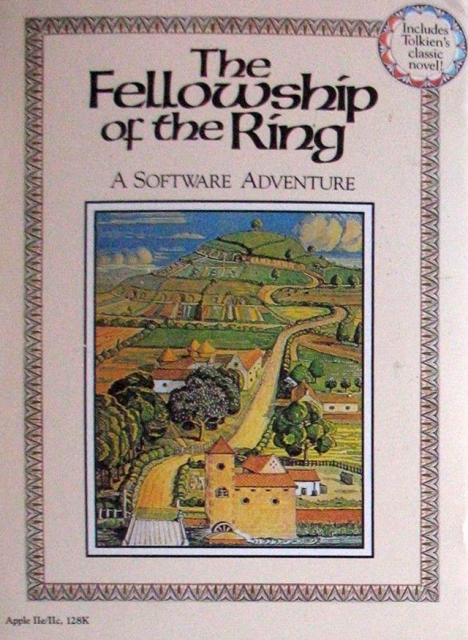 Includes
Tolkien's
classic
novel!
The
Fellowship
of the Ring
A SOFTWARE ADVENTURE
Apple IIe/IIc, 128K